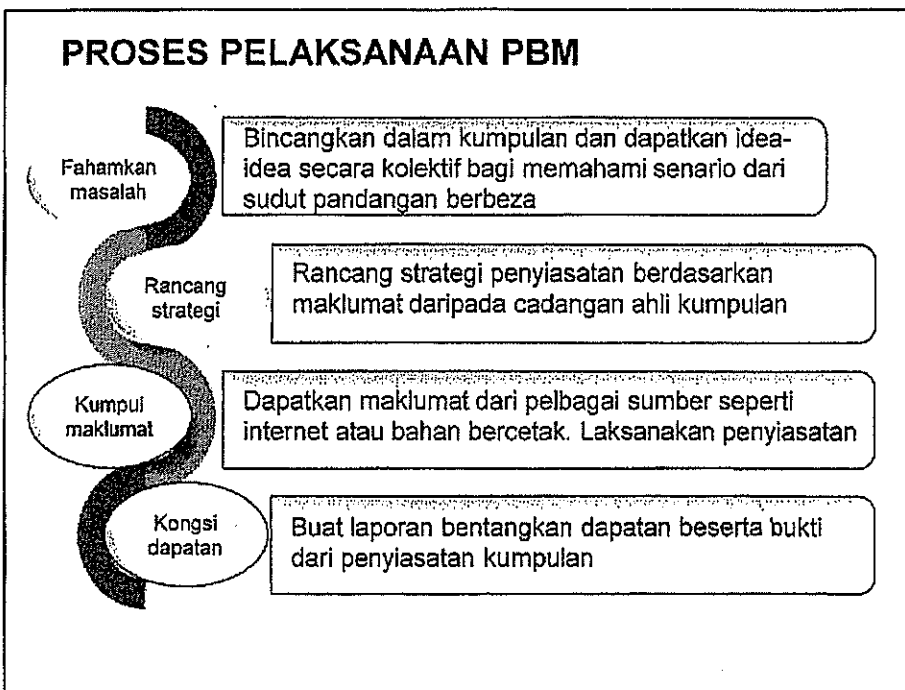 PROSES PELAKSANAAN PBM
Fahamkan
masalah
Bincangkan dalam kumpulan dan dapatkan idea-
idea secara kolektif bagi memahami senario dari
sudut pandangan berbeza
Rancang
strategi
Rancang strategi penyiasatan berdasarkan
maklumat daripada cadangan ahli kumpulan
Kumpul
maklumat
Dapatkan maklumat dari pelbagai sumber seperti
internet atau bahan bercetak. Laksanakan penyiasatan
Kongsi
dapatan
Buat laporan bentangkan dapatan beserta bukti
dari penyiasatan kumpulan